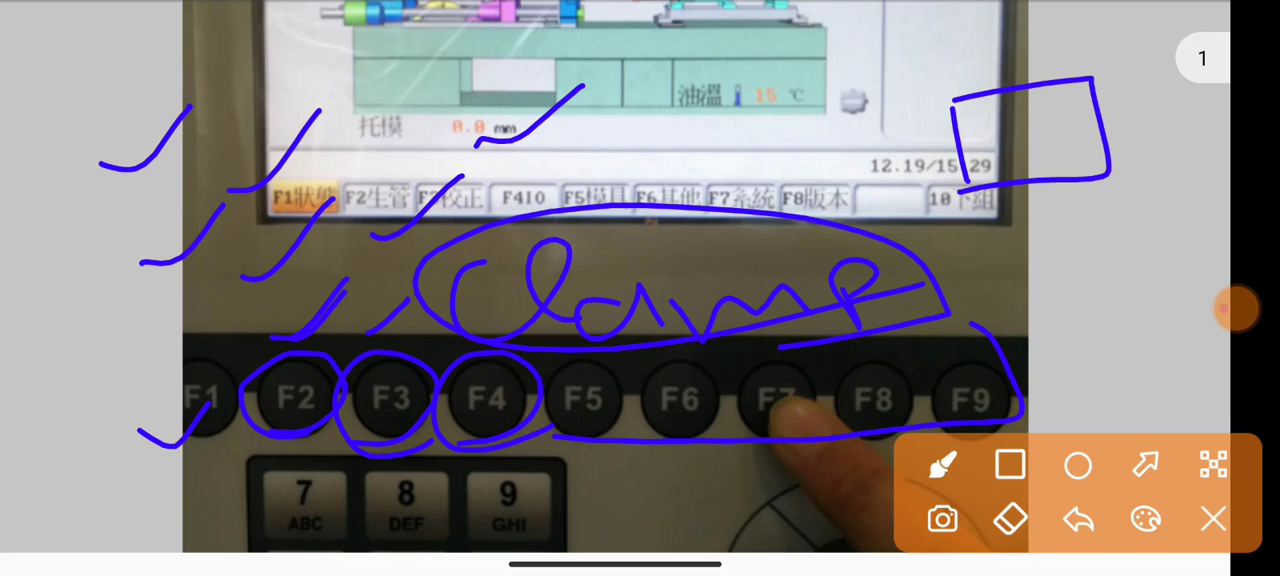 1
油溫 15 ℃
托模 0.0 mm
12.19/15 29
F1狀態 F2生管 F3校正 F4IO F5模具 F6其他 F7系統 F8版本 10下組
Clamp
F1 F2 F3 F4 F5 F6 F7 F8 F9
7 8 9
ABC DEF GHI